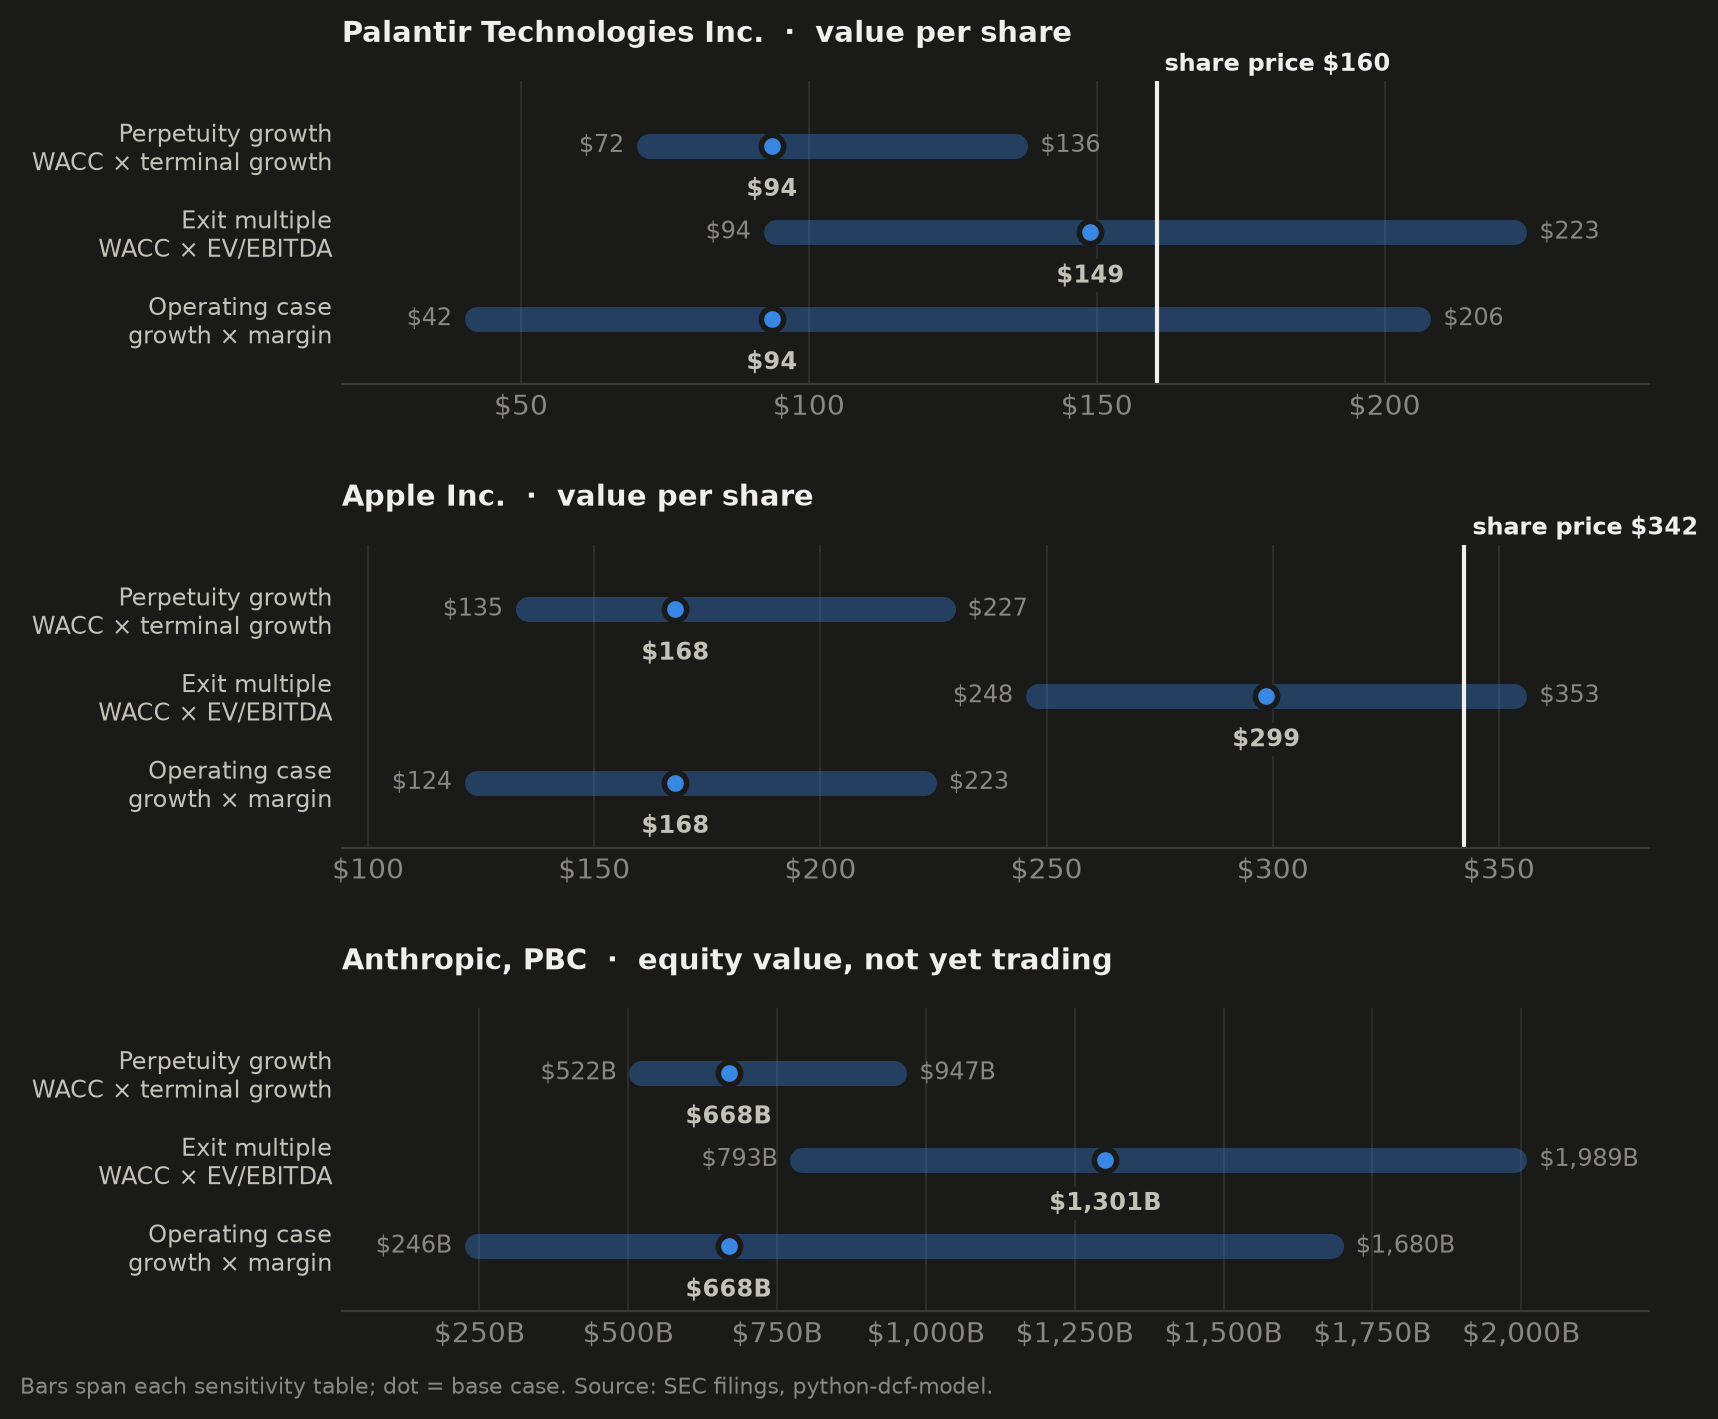 Palantir Technologies Inc. · value per share
share price $160
Perpetuity growth
WACC × terminal growth
$72
$136
$94
Exit multiple
WACC × EV/EBITDA
$94
$223
$149
Operating case
growth × margin
$42
$206
$94
$50 $100 $150 $200
Apple Inc. · value per share
share price $342
Perpetuity growth
WACC × terminal growth
$135
$227
$168
Exit multiple
WACC × EV/EBITDA
$248
$353
$299
Operating case
growth × margin
$124
$223
$168
$100 $150 $200 $250 $300 $350
Anthropic, PBC · equity value, not yet trading
Perpetuity growth
WACC × terminal growth
$522B
$947B
$668B
Exit multiple
WACC × EV/EBITDA
$793B
$1,989B
$1,301B
Operating case
growth × margin
$246B
$1,680B
$668B
$250B $500B $750B $1,000B $1,250B $1,500B $1,750B $2,000B
Bars span each sensitivity table; dot = base case. Source: SEC filings, python-dcf-model.